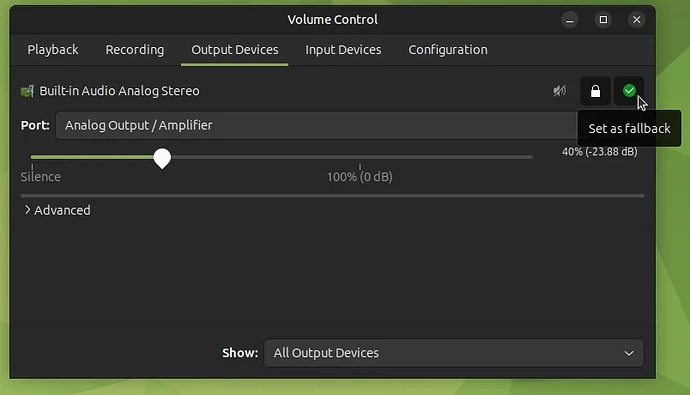 Volume Control
Playback Recording Output Devices Input Devices Configuration
Built-in Audio Analog Stereo
Port: Analog Output / Amplifier
Set as fallback
40% (-23.88 dB)
Silence 100% (0 dB)
Advanced
Show: All Output Devices